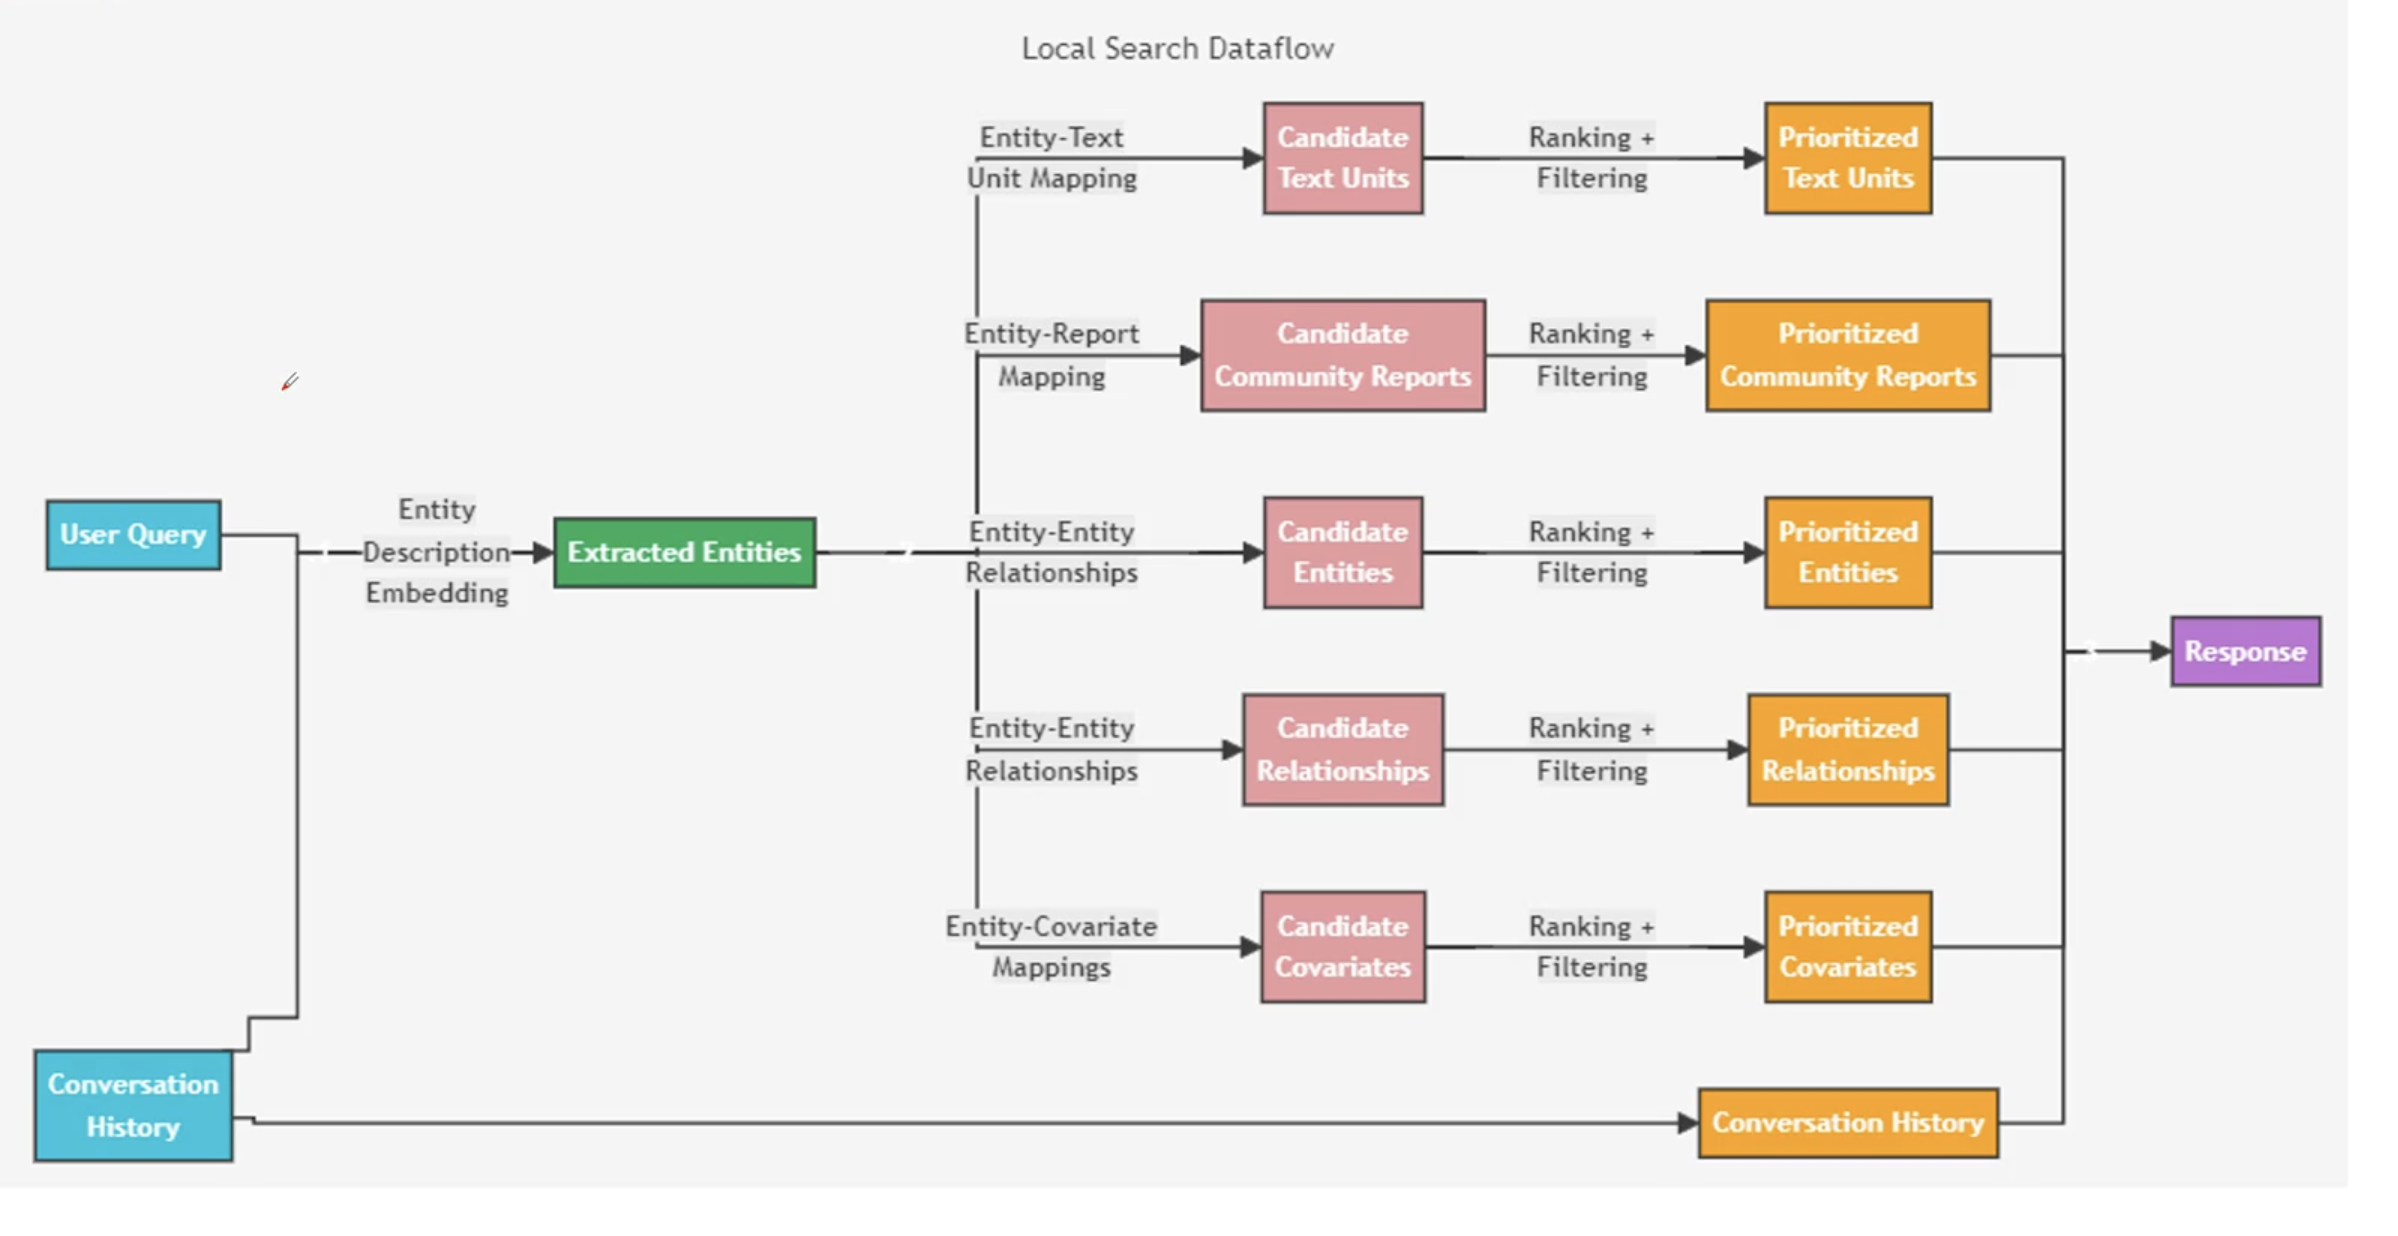 Local Search Dataflow
Entity-Text
Unit Mapping
Candidate
Text Units
Ranking +
Filtering
Prioritized
Text Units
Entity-Report
Mapping
Candidate
Community Reports
Ranking +
Filtering
Prioritized
Community Reports
User Query
Entity
Description
Embedding
Extracted Entities
Entity-Entity
Relationships
Candidate
Entities
Ranking +
Filtering
Prioritized
Entities
Response
Entity-Entity
Relationships
Candidate
Relationships
Ranking +
Filtering
Prioritized
Relationships
Entity-Covariate
Mappings
Candidate
Covariates
Ranking +
Filtering
Prioritized
Covariates
Conversation
History
Conversation History